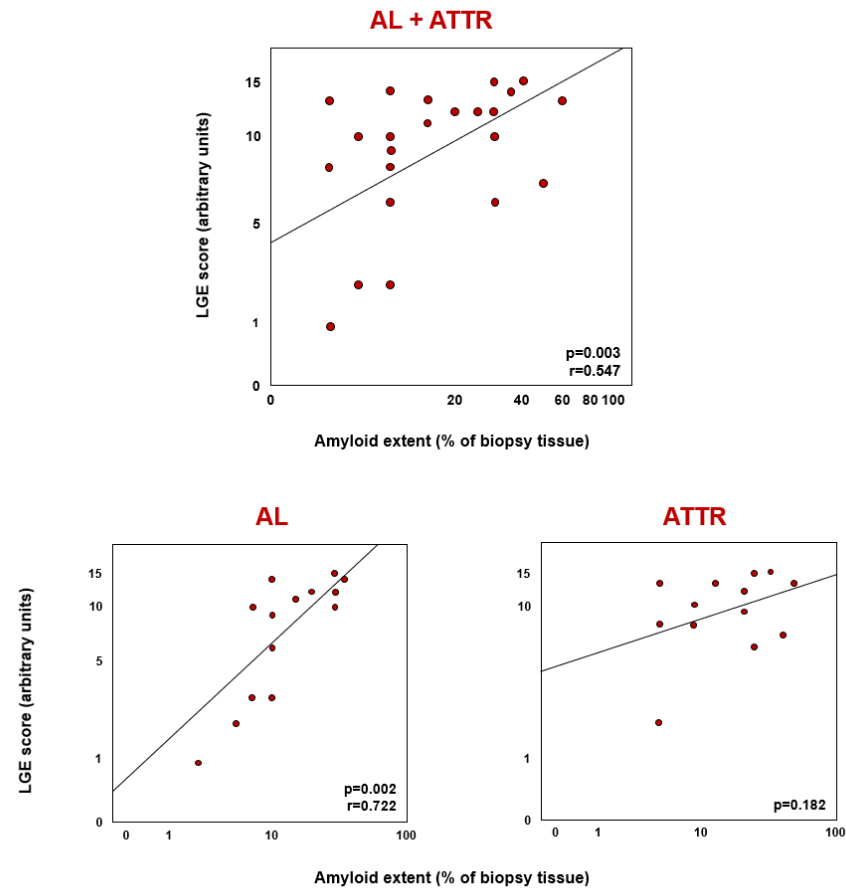 AL + ATTR
15
10
5
1
0
LGE score (arbitrary units)
p=0.003
r=0.547
0 20 40 60 80 100
Amyloid extent (% of biopsy tissue)
AL
15
10
5
1
0
LGE score (arbitrary units)
p=0.002
r=0.722
0 1 10 100
ATTR
15
10
1
0
p=0.182
0 1 10 100
Amyloid extent (% of biopsy tissue)